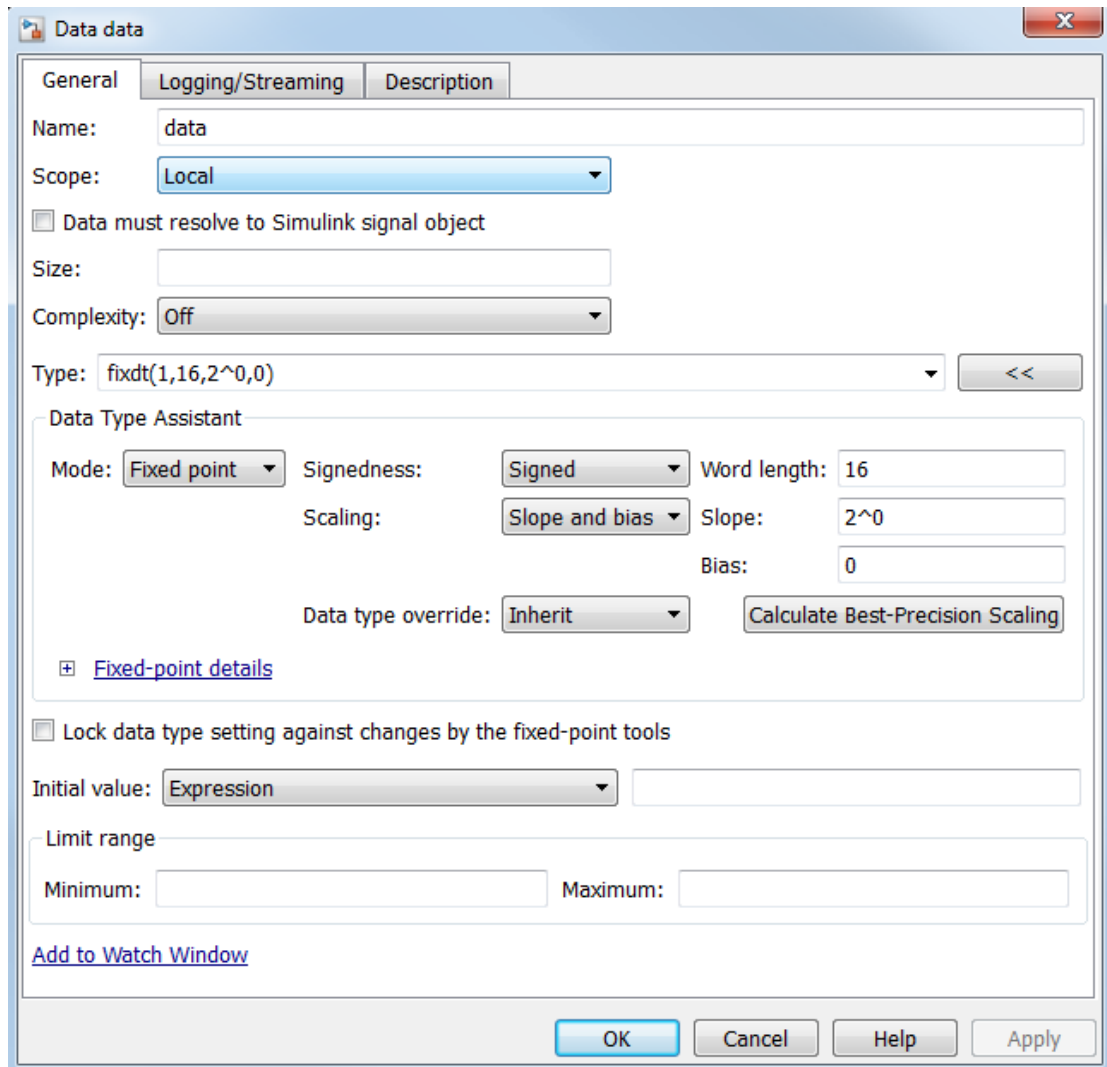 Data data
General Logging/Streaming Description
Name: data
Scope: Local
Data must resolve to Simulink signal object
Size:
Complexity: Off
Type: fixdt(1,16,2^0,0) <<
Data Type Assistant
Mode: Fixed point Signedness: Signed Word length: 16
Scaling: Slope and bias Slope: 2^0
Bias: 0
Data type override: Inherit Calculate Best-Precision Scaling
Fixed-point details
Lock data type setting against changes by the fixed-point tools
Initial value: Expression
Limit range
Minimum: Maximum:
Add to Watch Window
OK Cancel Help Apply